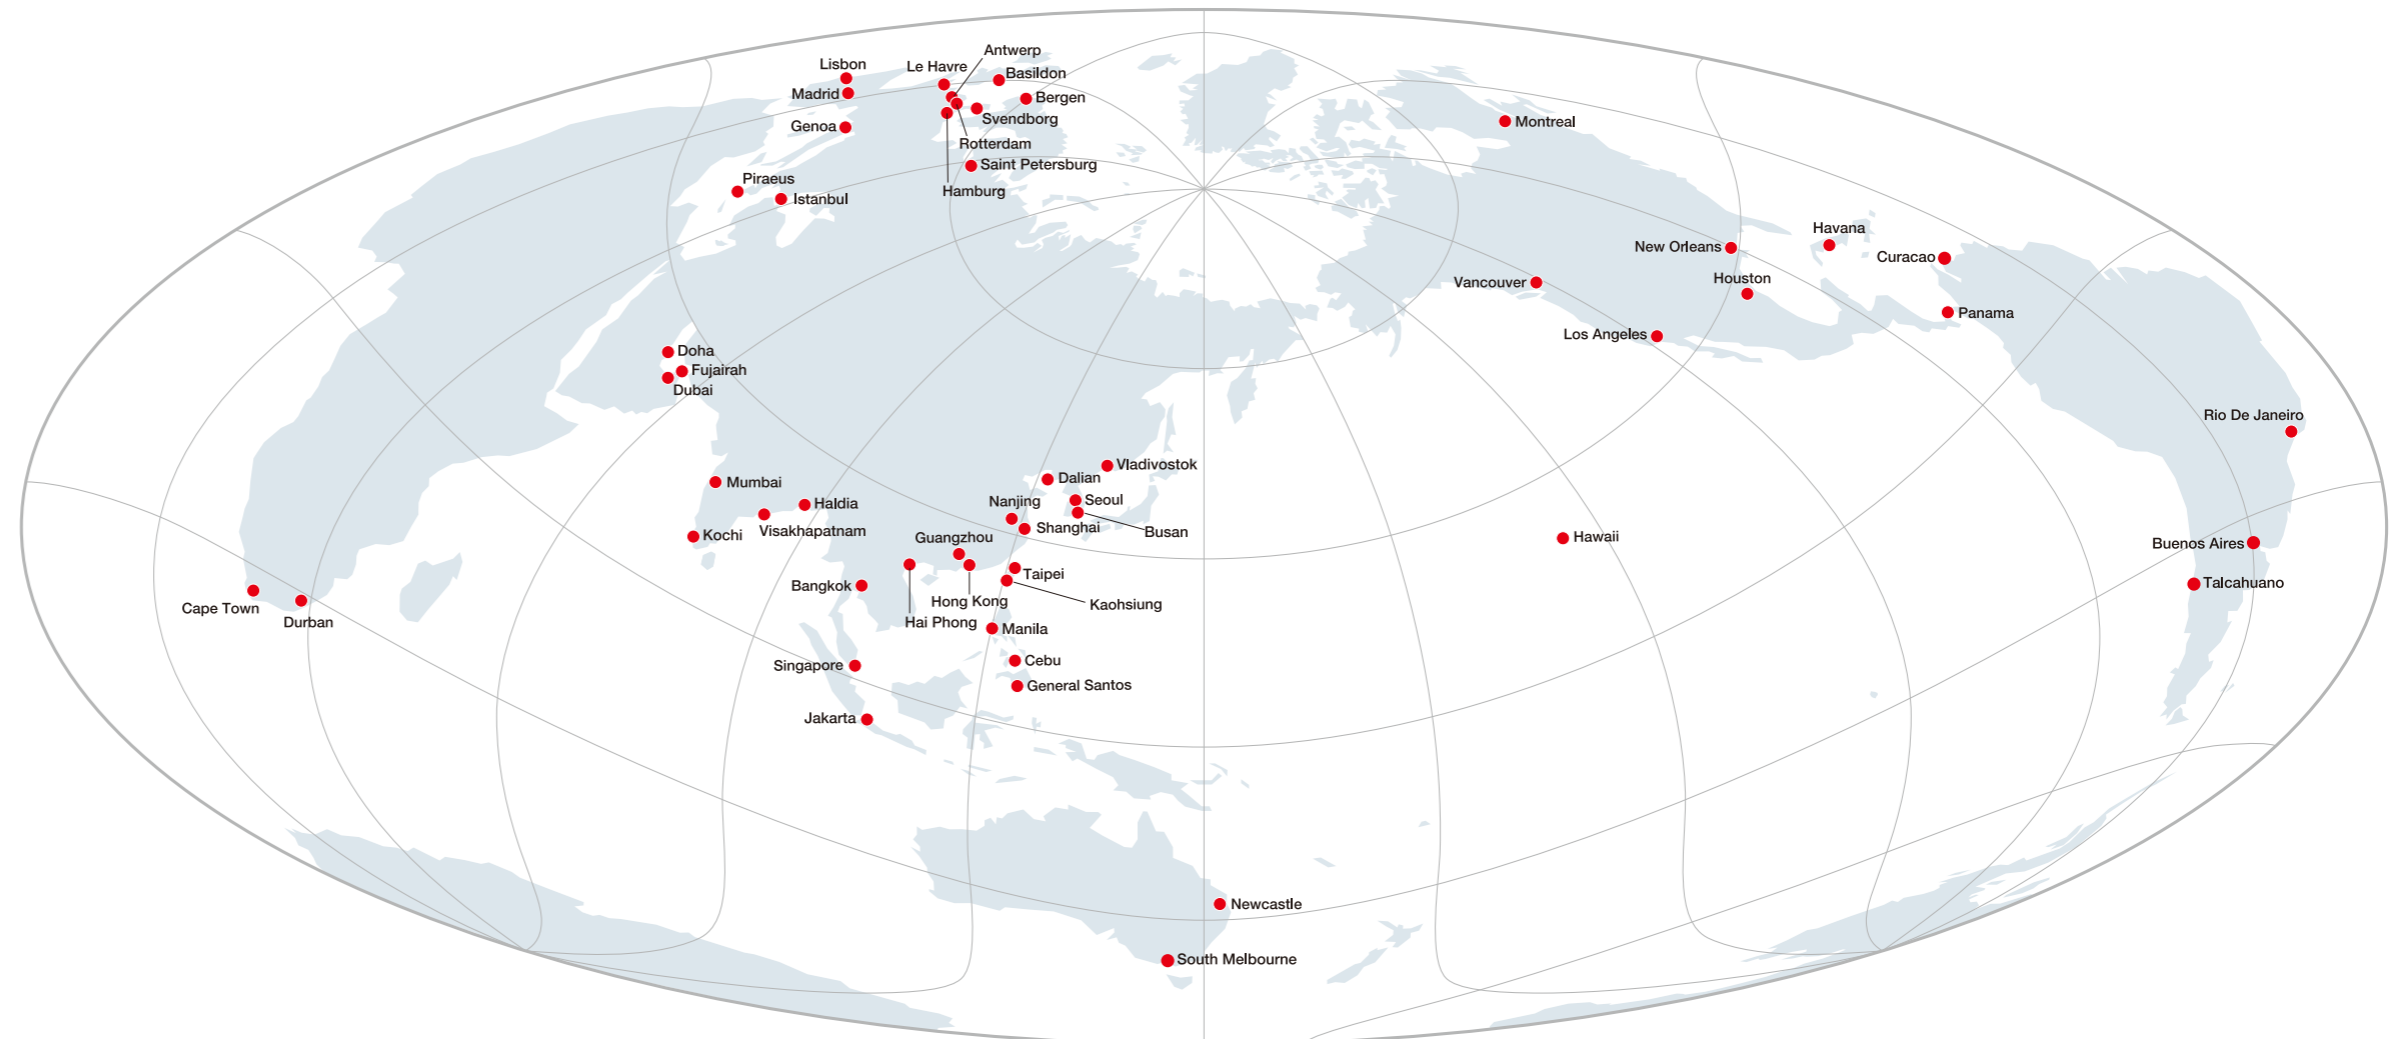 Antwerp
Lisbon
Le Havre
Basildon
Madrid
Bergen
Svendborg
Genoa
Montreal
Rotterdam
Saint Petersburg
Piraeus
Hamburg
Istanbul
Havana
New Orleans
Curacao
Houston
Vancouver
Panama
Los Angeles
Doha
Fujairah
Dubai
Rio De Janeiro
Vladivostok
Dalian
Mumbai
Nanjing
Seoul
Haldia
Shanghai
Visakhapatnam
Busan
Kochi
Guangzhou
Hawaii
Buenos Aires
Taipei
Bangkok
Talcahuano
Hong Kong
Kaohsiung
Cape Town
Durban
Hai Phong
Manila
Cebu
Singapore
General Santos
Jakarta
Newcastle
South Melbourne